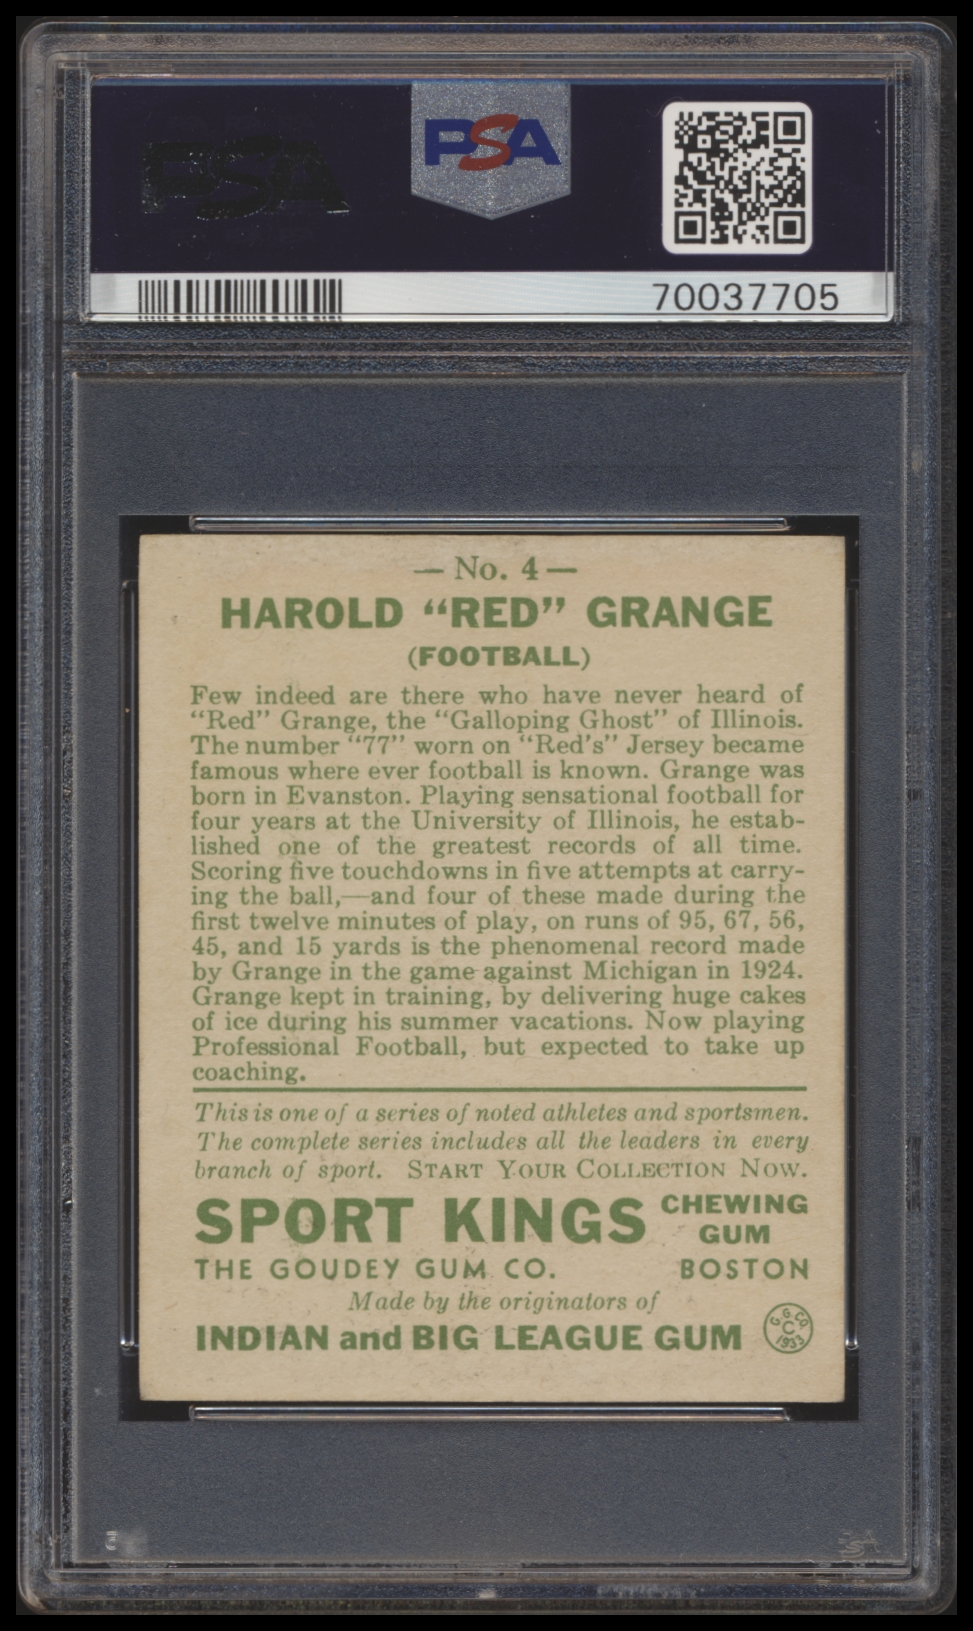 PSA
PSA
70037705
— No. 4 —
HAROLD “RED” GRANGE
(FOOTBALL)
Few indeed are there who have never heard of
“Red” Grange, the “Galloping Ghost” of Illinois.
The number “77” worn on “Red's” Jersey became
famous where ever football is known. Grange was
born in Evanston. Playing sensational football for
four years at the University of Illinois, he estab-
lished one of the greatest records of all time.
Scoring five touchdowns in five attempts at carry-
ing the ball,—and four of these made during the
first twelve minutes of play, on runs of 95, 67, 56,
45, and 15 yards is the phenomenal record made
by Grange in the game against Michigan in 1924.
Grange kept in training, by delivering huge cakes
of ice during his summer vacations. Now playing
Professional Football, but expected to take up
coaching.
This is one of a series of noted athletes and sportsmen.
The complete series includes all the leaders in every
branch of sport. START YOUR COLLECTION NOW.
SPORT KINGS CHEWING GUM
THE GOUDEY GUM CO. BOSTON
Made by the originators of
INDIAN and BIG LEAGUE GUM
G. G. CO.
C
1933